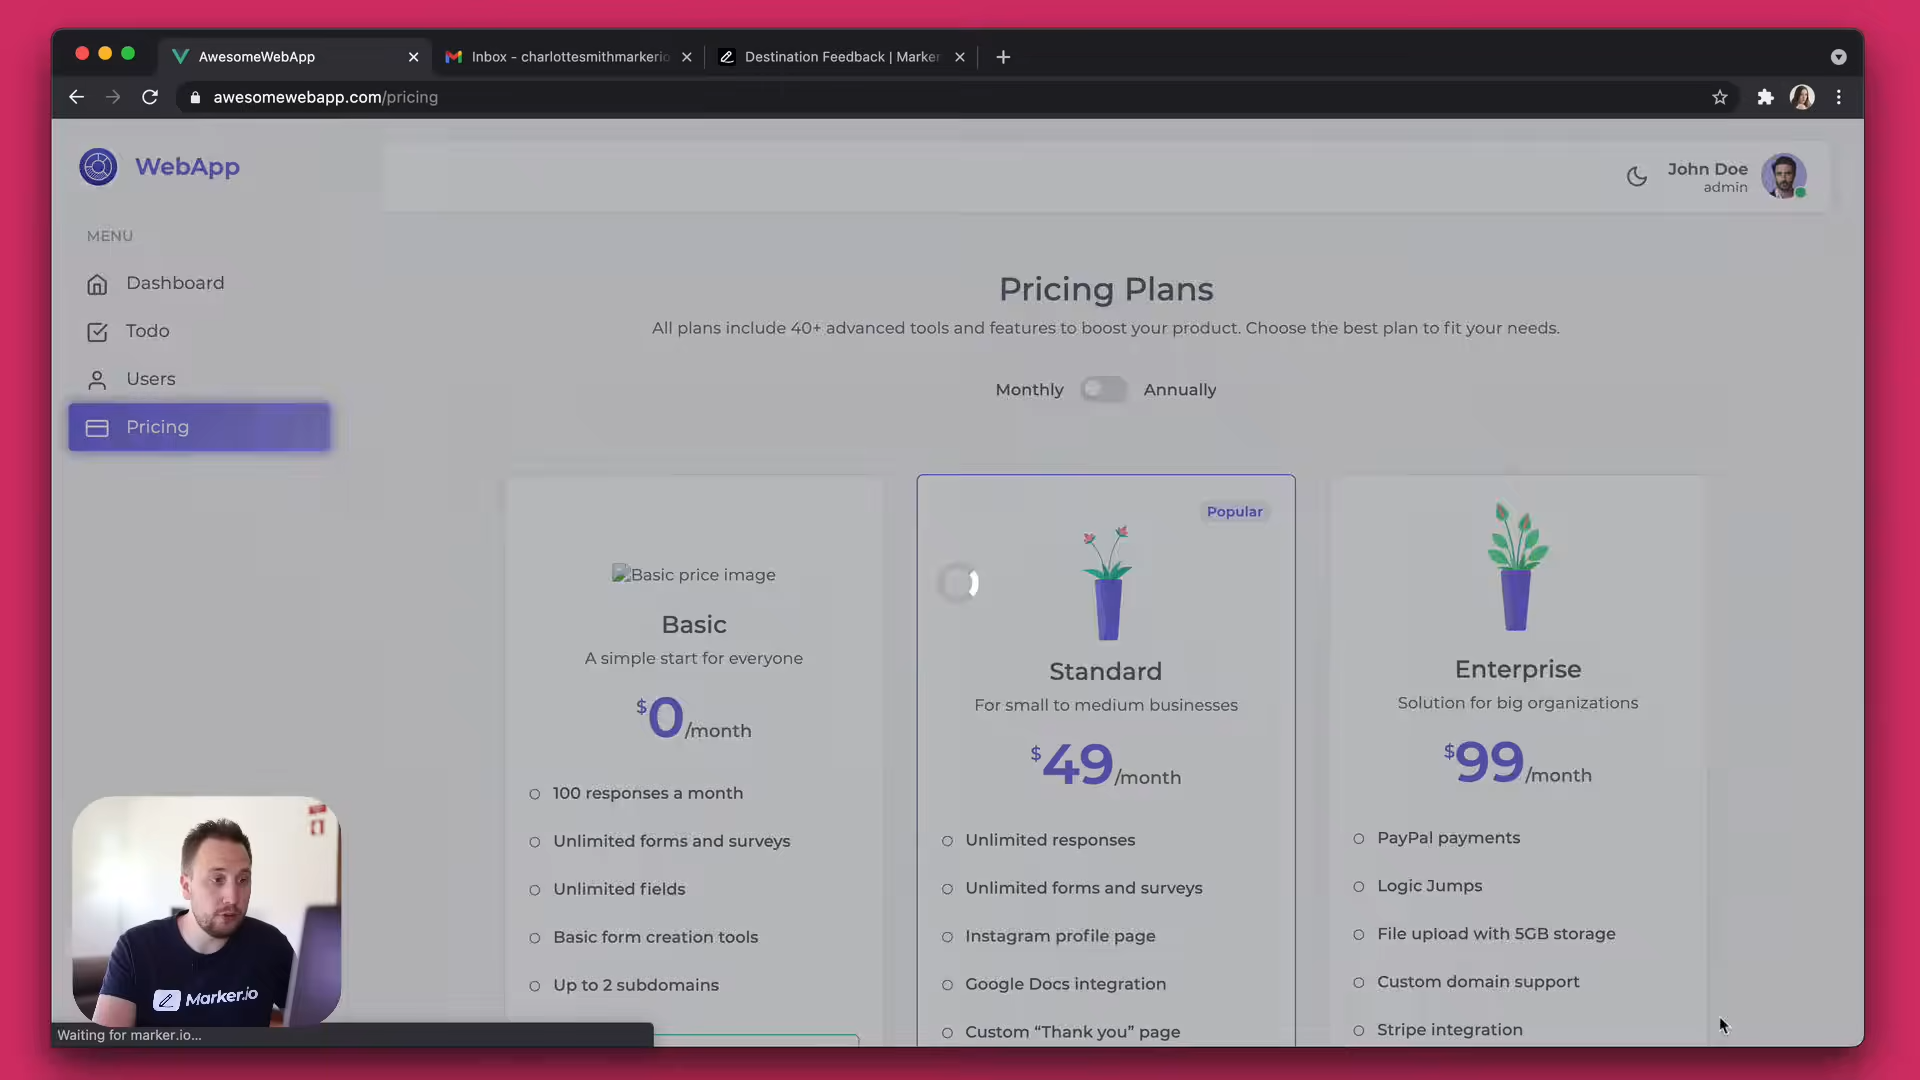 AwesomeWebApp
Inbox - charlottesmithmarkerio
Destination Feedback | Marker
awesomewebapp.com/pricing
WebApp
John Doe
admin
MENU
Dashboard
Todo
Users
Pricing
Pricing Plans
All plans include 40+ advanced tools and features to boost your product. Choose the best plan to fit your needs.
Monthly
Annually
Basic price image
Basic
A simple start for everyone
$0/month
100 responses a month
Unlimited forms and surveys
Unlimited fields
Basic form creation tools
Up to 2 subdomains
Popular
Standard
For small to medium businesses
$49/month
Unlimited responses
Unlimited forms and surveys
Instagram profile page
Google Docs integration
Custom “Thank you” page
Enterprise
Solution for big organizations
$99/month
PayPal payments
Logic Jumps
File upload with 5GB storage
Custom domain support
Stripe integration
Marker.io
Waiting for marker.io...